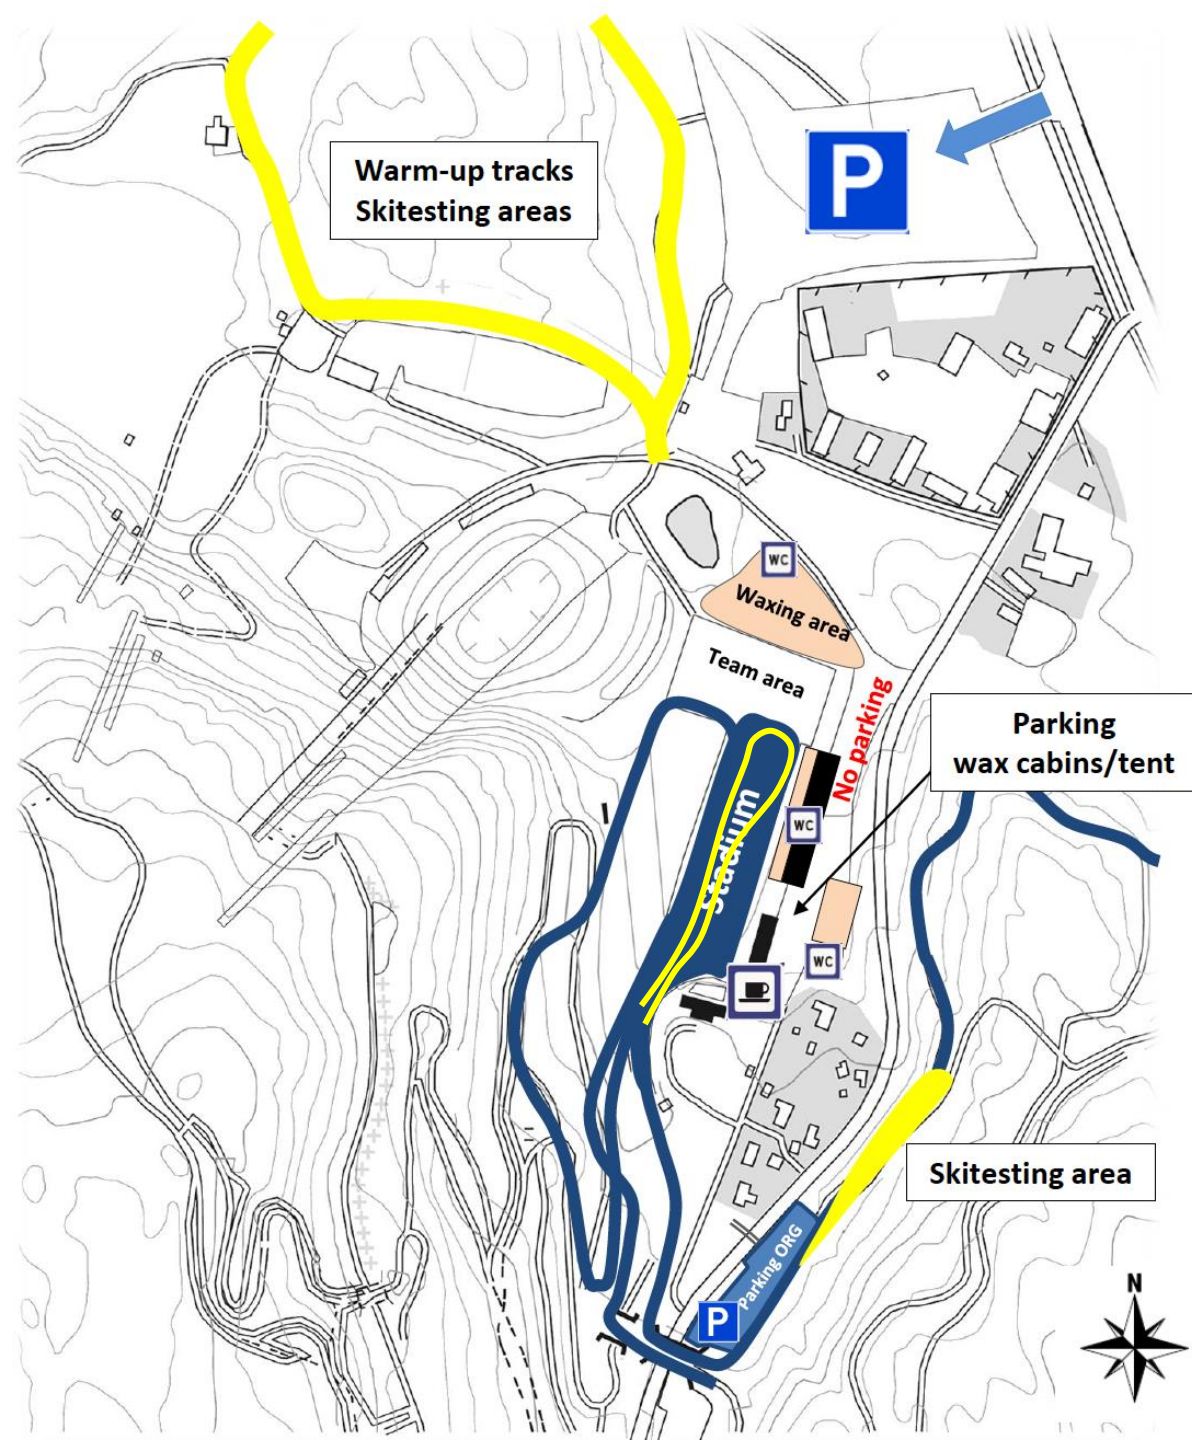 Warm-up tracks
Skitesting areas
P
WC
Waxing area
Team area
No parking
Parking
wax cabins/tent
Stadium
WC
WC
Skitesting area
Parking ORG
P
N